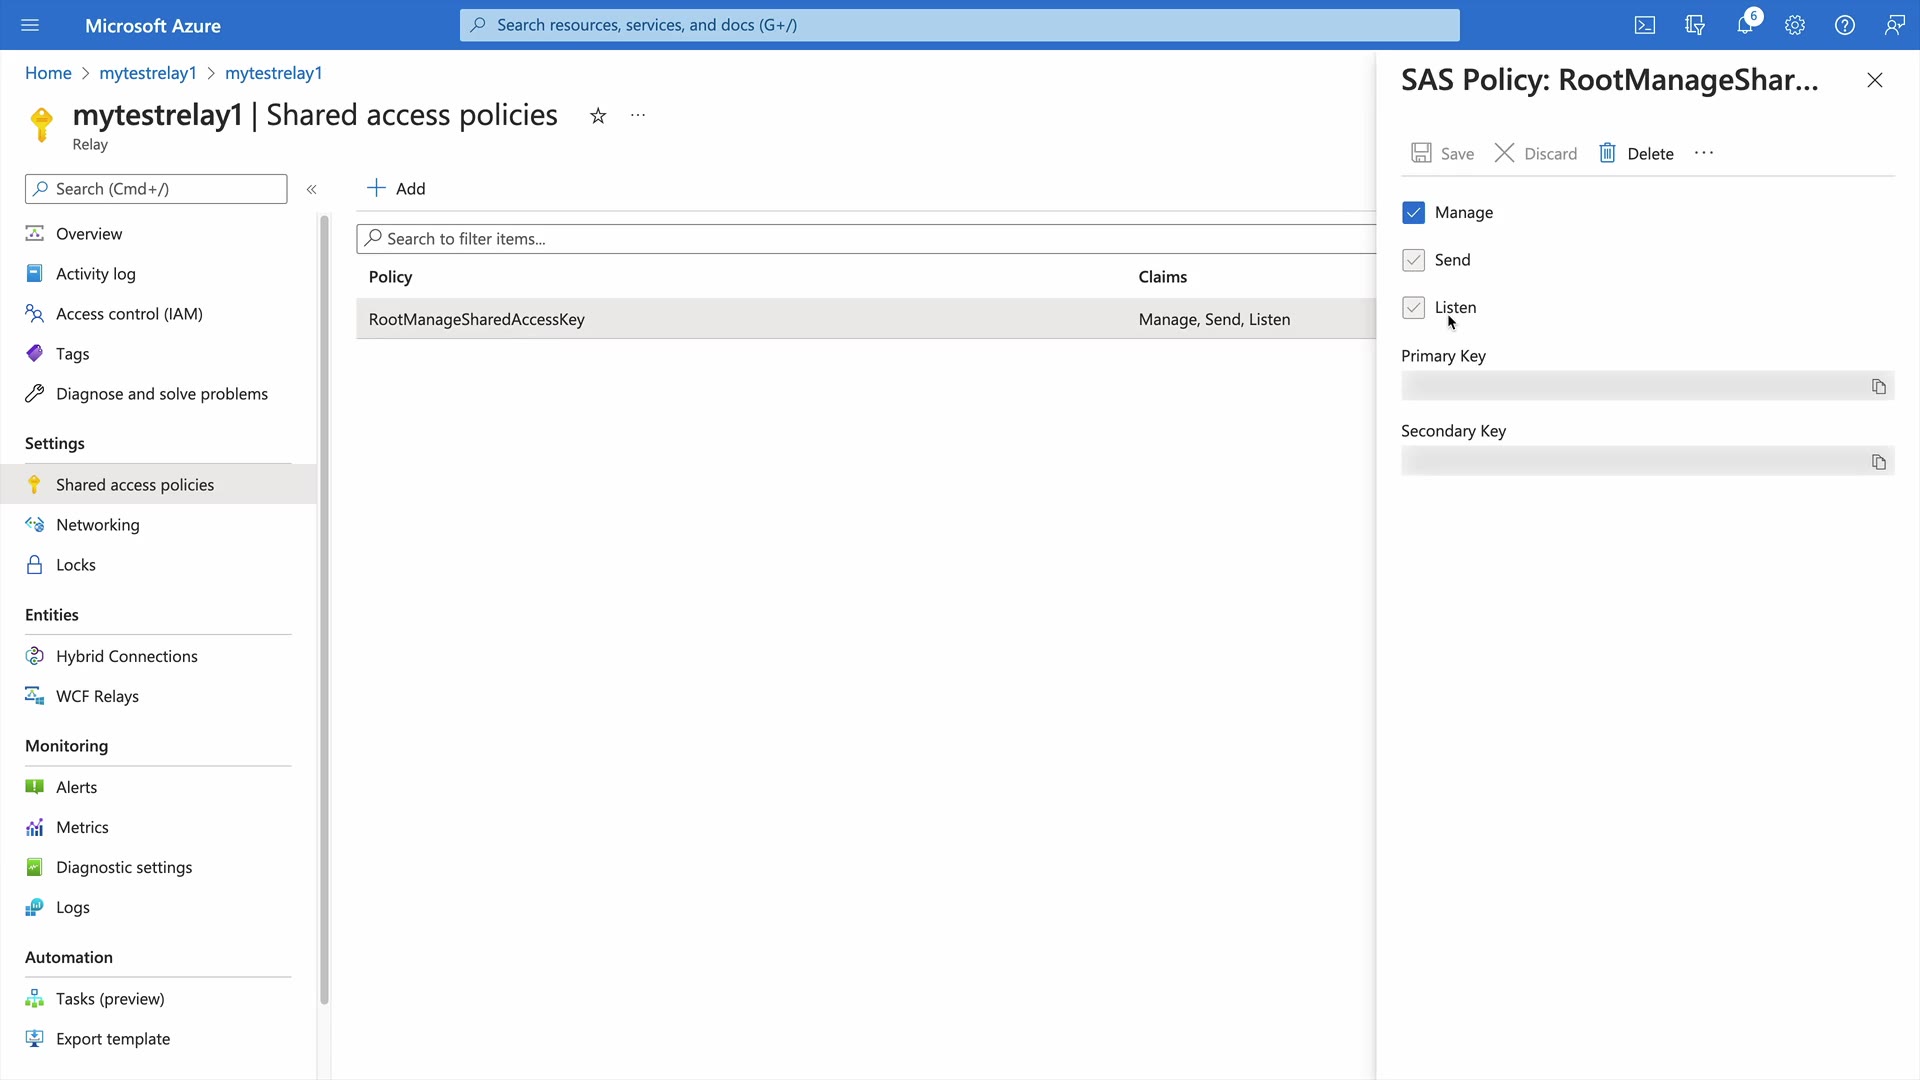 Microsoft Azure
Search resources, services, and docs (G+/)
6
Home > mytestrelay1 > mytestrelay1
mytestrelay1 | Shared access policies
Relay
Search (Cmd+/)
Overview
Activity log
Access control (IAM)
Tags
Diagnose and solve problems
Settings
Shared access policies
Networking
Locks
Entities
Hybrid Connections
WCF Relays
Monitoring
Alerts
Metrics
Diagnostic settings
Logs
Automation
Tasks (preview)
Export template
Add
Search to filter items...
Policy Claims
RootManageSharedAccessKey Manage, Send, Listen
SAS Policy: RootManageShar...
Save Discard Delete
Manage
Send
Listen
Primary Key
Secondary Key